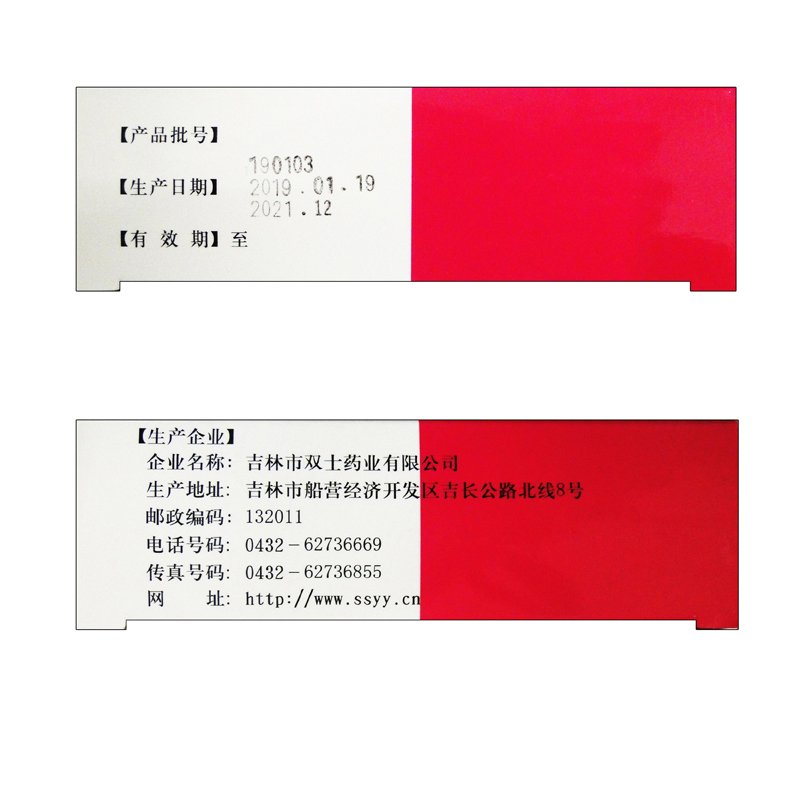 【产品批号】
190103
【生产日期】 2019.01.19
2021.12
【有效期】至
【生产企业】
企业名称: 吉林市双士药业有限公司
生产地址: 吉林市船营经济开发区吉长公路北线8号
邮政编码: 132011
电话号码: 0432-62736669
传真号码: 0432-62736855
网 址: http://www.ssyy.cn